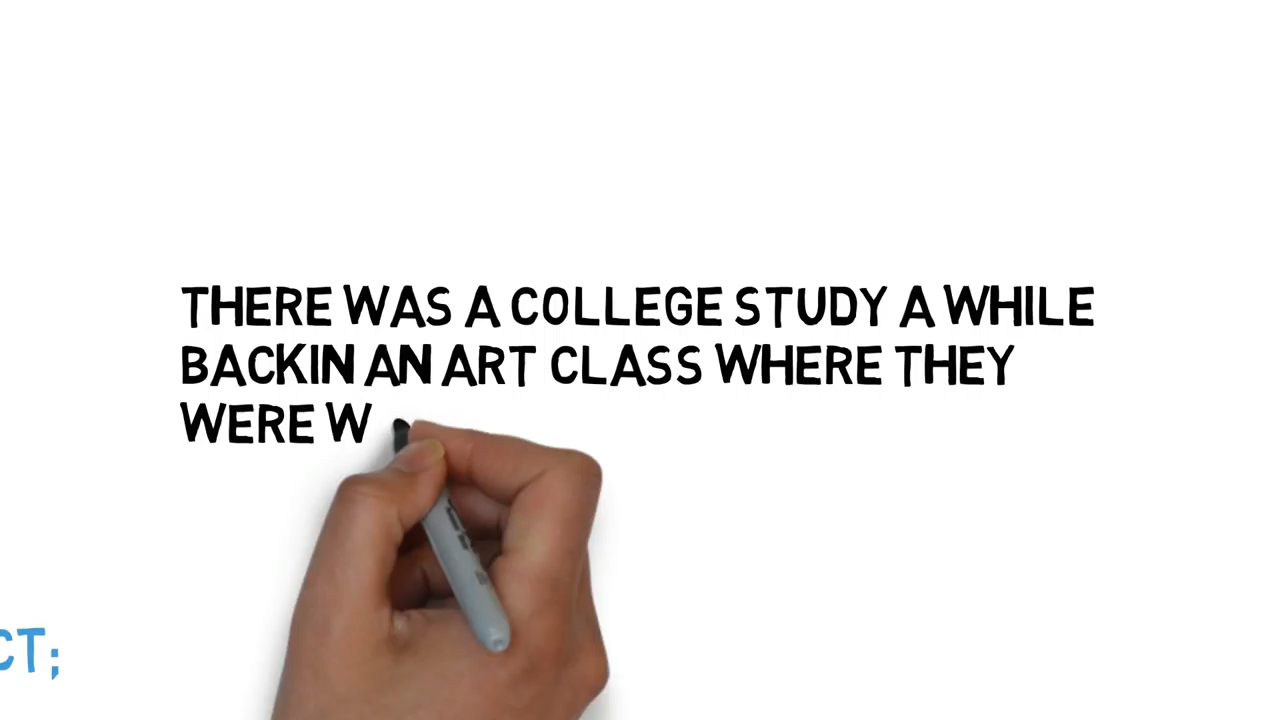 THERE WAS A COLLEGE STUDY A WHILE
BACKIN AN ART CLASS WHERE THEY
WERE W
CT;